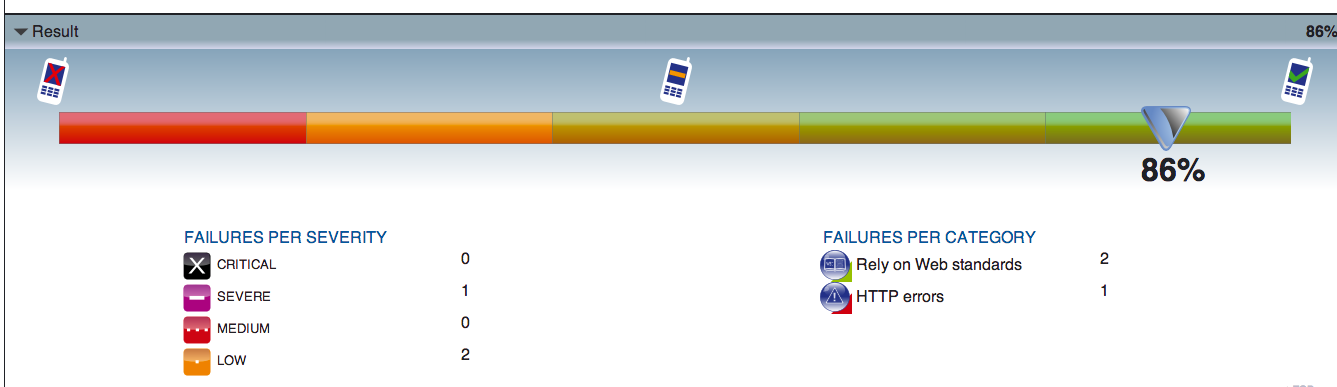 Result 86%
86%
FAILURES PER SEVERITY
CRITICAL 0
SEVERE 1
MEDIUM 0
LOW 2
FAILURES PER CATEGORY
Rely on Web standards 2
HTTP errors 1